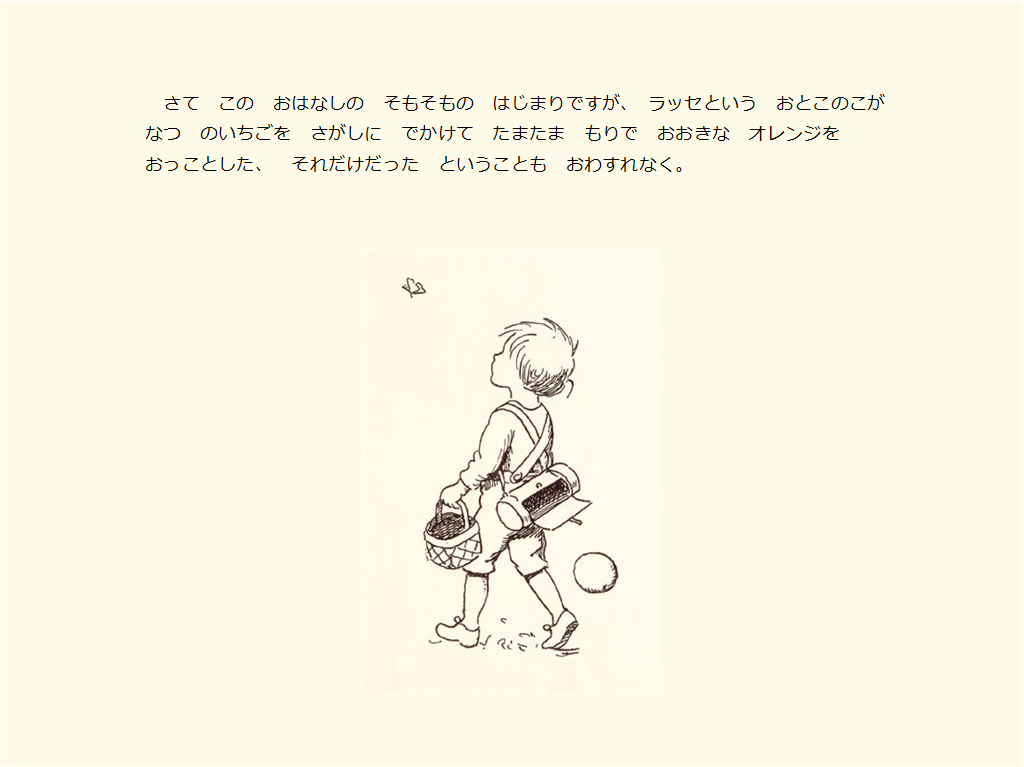 さて　この　おはなしの　そもそもの　はじまりですが、　ラッセという　おとこのこが
なつ　のいちごを　さがしに　でかけて　たまたま　もりで　おおきな　オレンジを
おっことした、　それだけだった　ということも　おわすれなく。